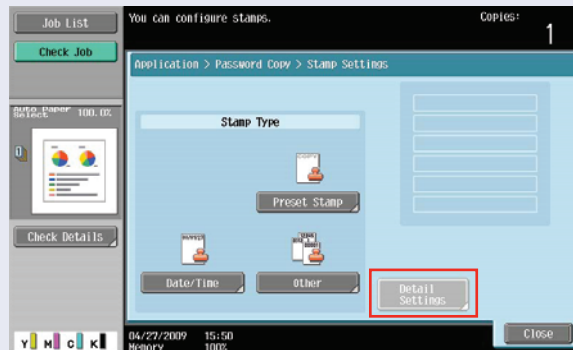 Job List
You can configure stamps.
Copies:
1
Check Job
Application > Password Copy > Stamp Settings
Auto Paper
Select
100.0%
Stamp Type
Preset Stamp
Check Details
Date/Time
Other
Detail
Settings
Y M C K
04/27/2009 15:50
Memory 100%
Close